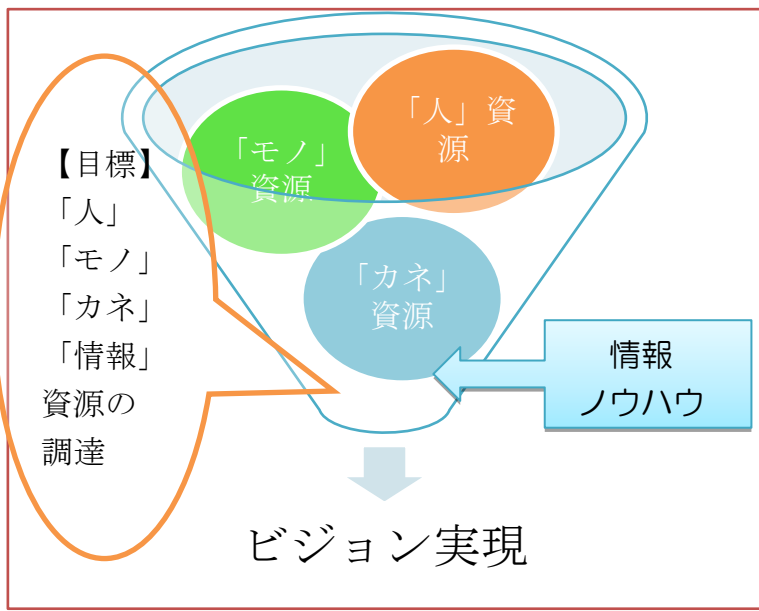 「人」資
源
「モノ」
資源
「カネ」
資源
【目標】
「人」
「モノ」
「カネ」
「情報」
資源の
調達
情報
ノウハウ
ビジョン実現